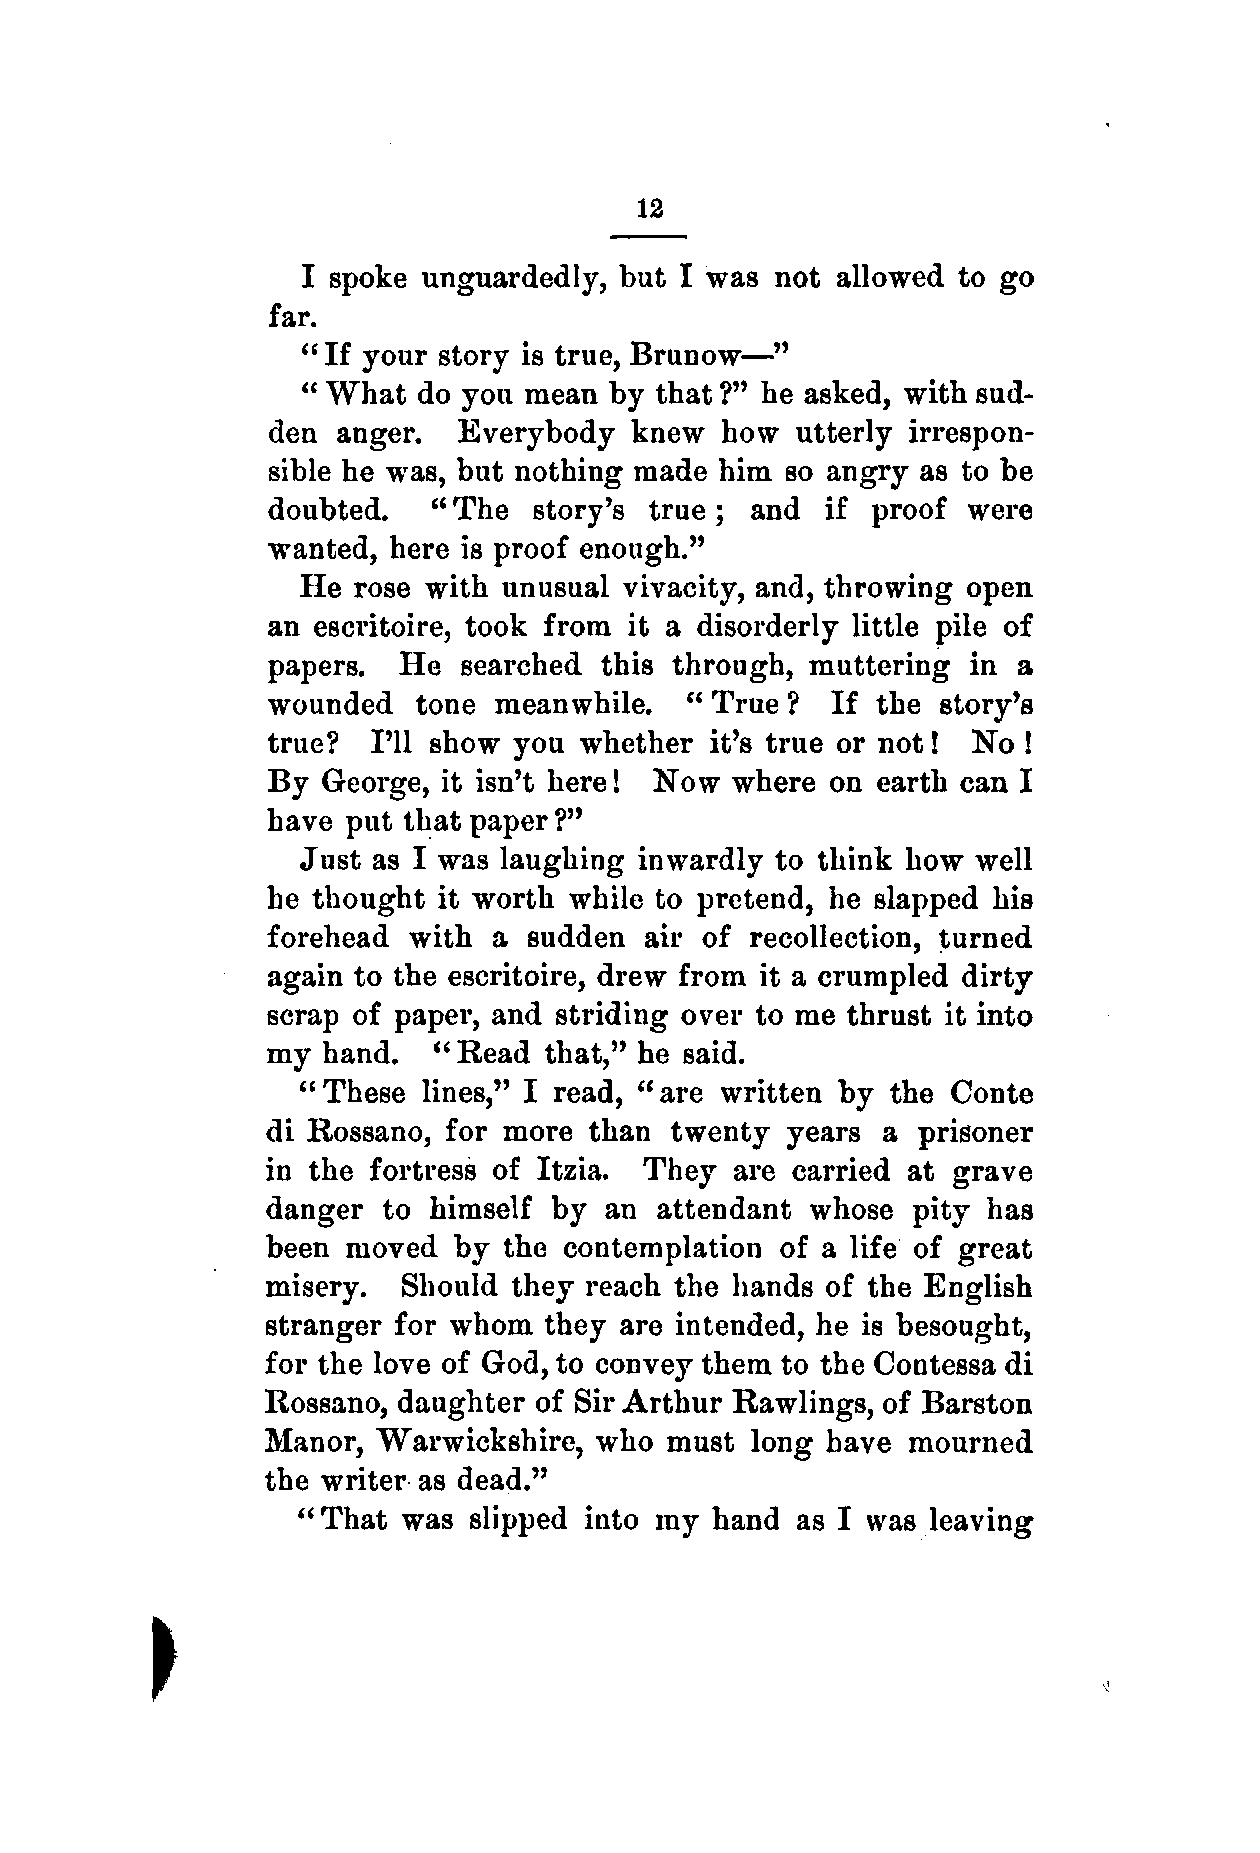 12
I spoke unguardedly, but I was not allowed to go
far.
“If your story is true, Brunow—”
“What do you mean by that?” he asked, with sud-
den anger. Everybody knew how utterly irrespon-
sible he was, but nothing made him so angry as to be
doubted. “The story’s true; and if proof were
wanted, here is proof enough.”
He rose with unusual vivacity, and, throwing open
an escritoire, took from it a disorderly little pile of
papers. He searched this through, muttering in a
wounded tone meanwhile. “True? If the story’s
true? I’ll show you whether it’s true or not! No!
By George, it isn’t here! Now where on earth can I
have put that paper?”
Just as I was laughing inwardly to think how well
he thought it worth while to pretend, he slapped his
forehead with a sudden air of recollection, turned
again to the escritoire, drew from it a crumpled dirty
scrap of paper, and striding over to me thrust it into
my hand. “Read that,” he said.
“These lines,” I read, “are written by the Conte
di Rossano, for more than twenty years a prisoner
in the fortress of Itzia. They are carried at grave
danger to himself by an attendant whose pity has
been moved by the contemplation of a life of great
misery. Should they reach the hands of the English
stranger for whom they are intended, he is besought,
for the love of God, to convey them to the Contessa di
Rossano, daughter of Sir Arthur Rawlings, of Barston
Manor, Warwickshire, who must long have mourned
the writer as dead.”
“That was slipped into my hand as I was leaving